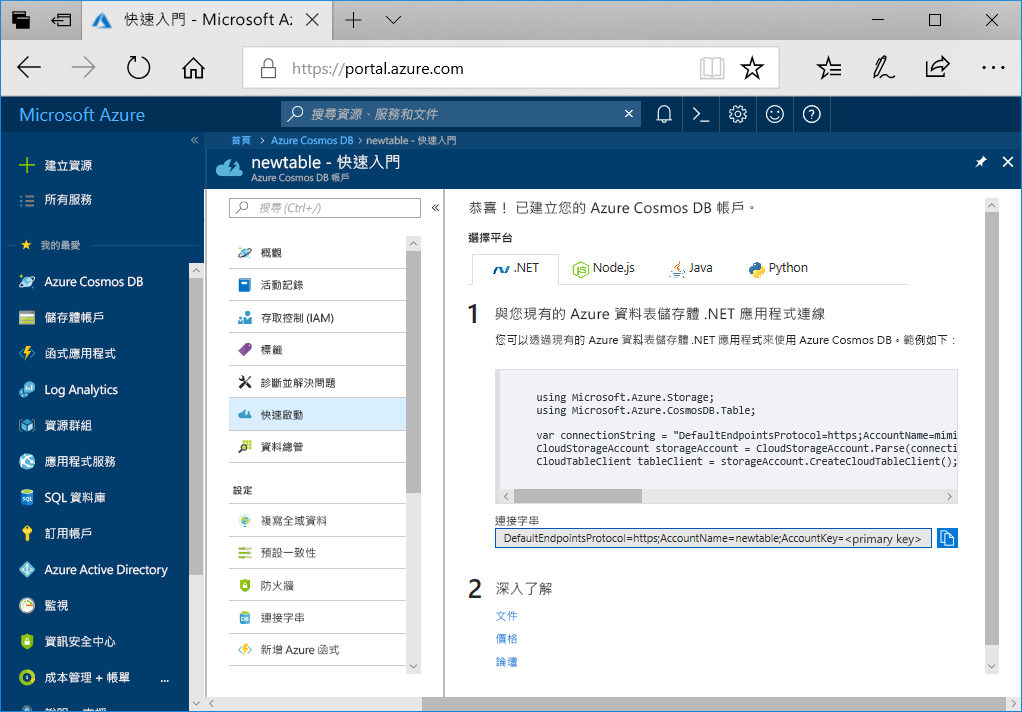 快速入門 - Microsoft Az
https://portal.azure.com
Microsoft Azure
搜尋資源、服務和文件
首頁 > Azure Cosmos DB > newtable - 快速入門
newtable - 快速入門
Azure Cosmos DB 帳戶
建立資源
所有服務
我的最愛
Azure Cosmos DB
儲存體帳戶
函式應用程式
Log Analytics
資源群組
應用程式服務
SQL 資料庫
訂用帳戶
Azure Active Directory
監視
資訊安全中心
成本管理 + 帳單
搜尋 (Ctrl+/)
概觀
活動記錄
存取控制 (IAM)
標籤
診斷並解決問題
快速啟動
資料總管
設定
複寫全域資料
預設一致性
防火牆
連接字串
新增 Azure 函式
恭喜！ 已建立您的 Azure Cosmos DB 帳戶。
選擇平台
.NET Node.js Java Python
1 與您現有的 Azure 資料表儲存體 .NET 應用程式連線
您可以透過現有的 Azure 資料表儲存體 .NET 應用程式來使用 Azure Cosmos DB。範例如下：
using Microsoft.Azure.Storage;
using Microsoft.Azure.CosmosDB.Table;
var connectionString = "DefaultEndpointsProtocol=https;AccountName=mimi
CloudStorageAccount storageAccount = CloudStorageAccount.Parse(connecti
CloudTableClient tableClient = storageAccount.CreateCloudTableClient();
連接字串
DefaultEndpointsProtocol=https;AccountName=newtable;AccountKey=<primary key>
2 深入了解
文件
價格
論壇